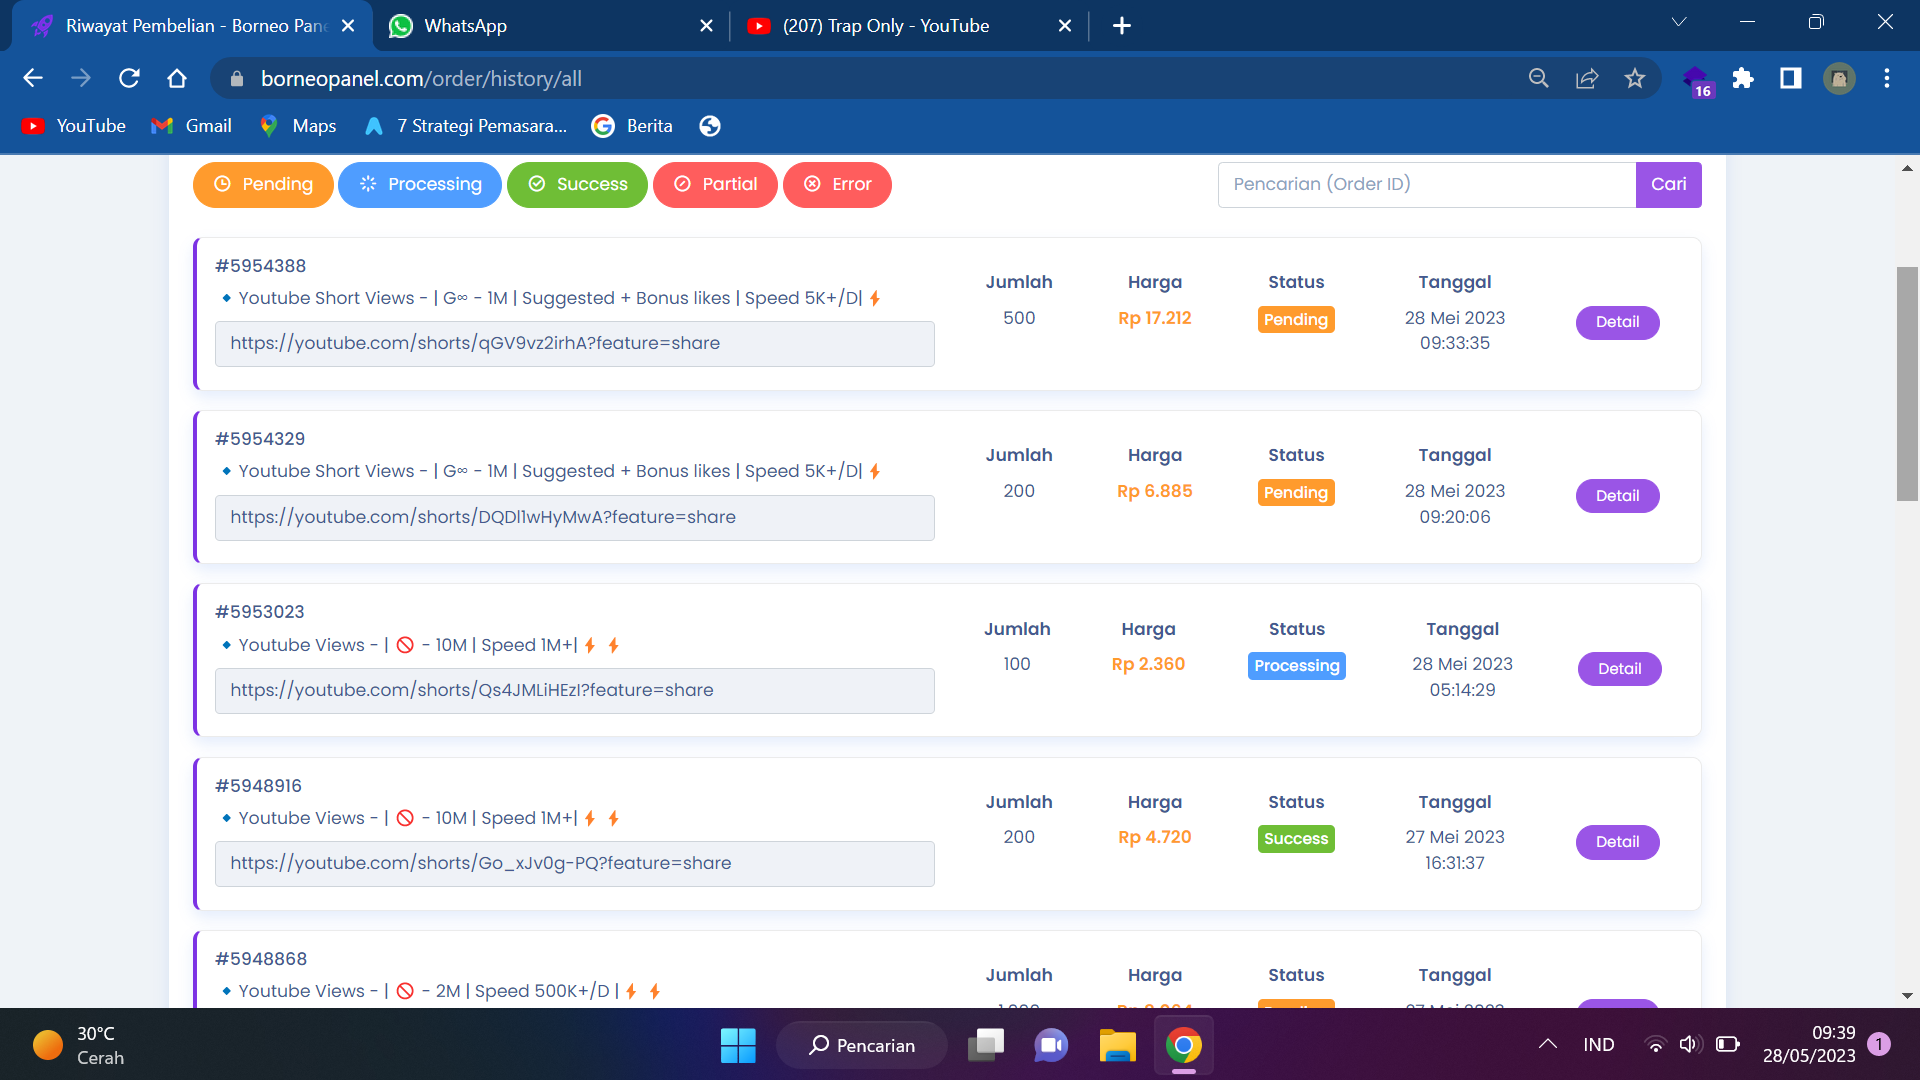 Riwayat Pembelian - Borneo Pane
WhatsApp
(207) Trap Only - YouTube
borneopanel.com/order/history/all
16
YouTube
Gmail
Maps
7 Strategi Pemasara...
Berita
Pending
Processing
Success
Partial
Error
Pencarian (Order ID)
Cari
#5954388
🔹Youtube Short Views - | G∞ - 1M | Suggested + Bonus likes | Speed 5K+/D| ⚡
https://youtube.com/shorts/qGV9vz2irhA?feature=share
Jumlah
500
Harga
Rp 17.212
Status
Pending
Tanggal
28 Mei 2023
09:33:35
Detail
#5954329
🔹Youtube Short Views - | G∞ - 1M | Suggested + Bonus likes | Speed 5K+/D| ⚡
https://youtube.com/shorts/DQDl1wHyMwA?feature=share
Jumlah
200
Harga
Rp 6.885
Status
Pending
Tanggal
28 Mei 2023
09:20:06
Detail
#5953023
🔹Youtube Views - | 🚫 - 10M | Speed 1M+| ⚡ ⚡
https://youtube.com/shorts/Qs4JMLiHEzI?feature=share
Jumlah
100
Harga
Rp 2.360
Status
Processing
Tanggal
28 Mei 2023
05:14:29
Detail
#5948916
🔹Youtube Views - | 🚫 - 10M | Speed 1M+| ⚡ ⚡
https://youtube.com/shorts/Go_xJv0g-PQ?feature=share
Jumlah
200
Harga
Rp 4.720
Status
Success
Tanggal
27 Mei 2023
16:31:37
Detail
#5948868
🔹Youtube Views - | 🚫 - 2M | Speed 500K+/D | ⚡ ⚡
Jumlah
Harga
Status
Tanggal
30°C
Cerah
Pencarian
IND
09:39
28/05/2023
1